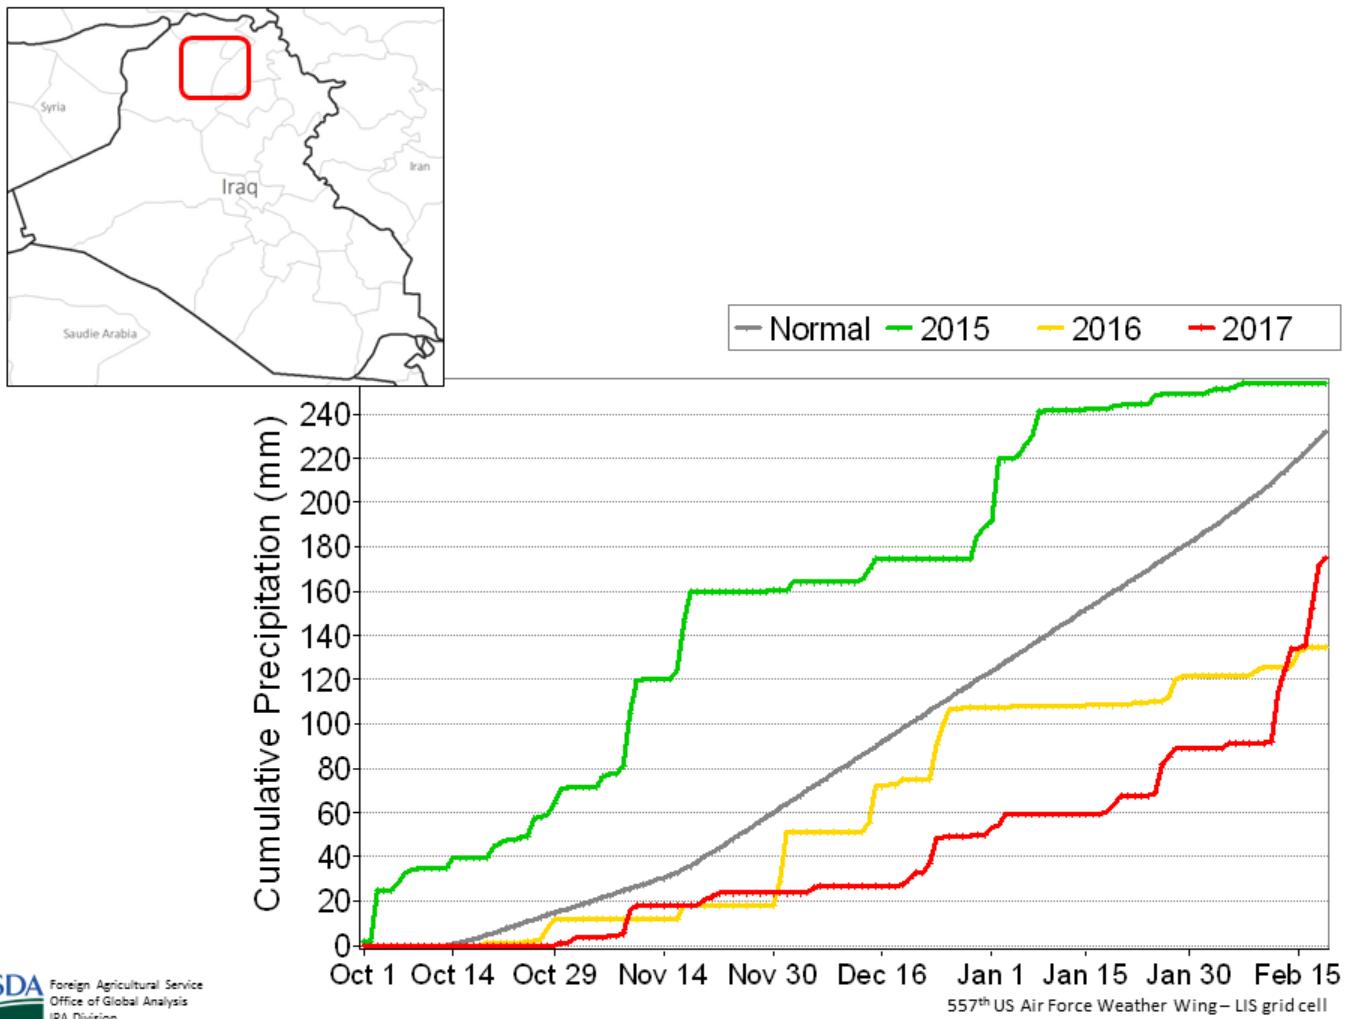 Syria
Iran
Iraq
Saudie Arabia
Normal 2015 2016 2017
Cumulative Precipitation (mm)
240
220
200
180
160
140
120
100
80
60
40
20
0
Oct 1 Oct 14 Oct 29 Nov 14 Nov 30 Dec 16 Jan 1 Jan 15 Jan 30 Feb 15
SDA
Foreign Agricultural Service
Office of Global Analysis
IPA Division
557th US Air Force Weather Wing – LIS grid cell